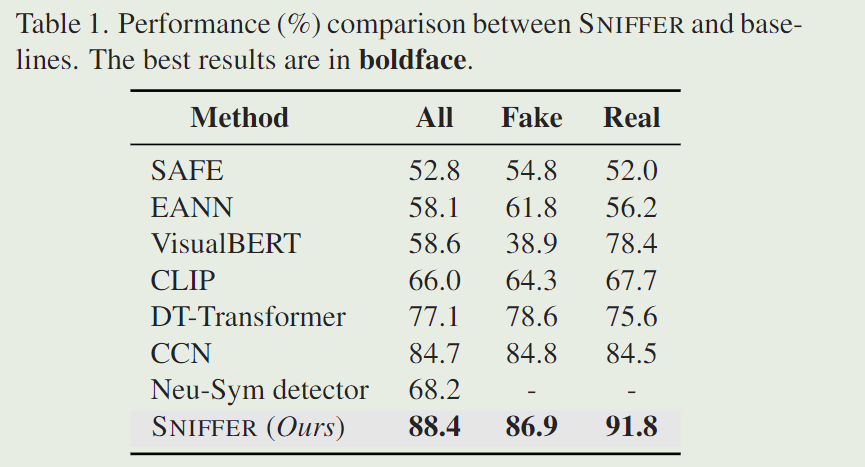 Table 1. Performance (%) comparison between SNIFFER and base-
lines. The best results are in boldface.
Method All Fake Real
SAFE 52.8 54.8 52.0
EANN 58.1 61.8 56.2
VisualBERT 58.6 38.9 78.4
CLIP 66.0 64.3 67.7
DT-Transformer 77.1 78.6 75.6
CCN 84.7 84.8 84.5
Neu-Sym detector 68.2 - -
SNIFFER (Ours) 88.4 86.9 91.8